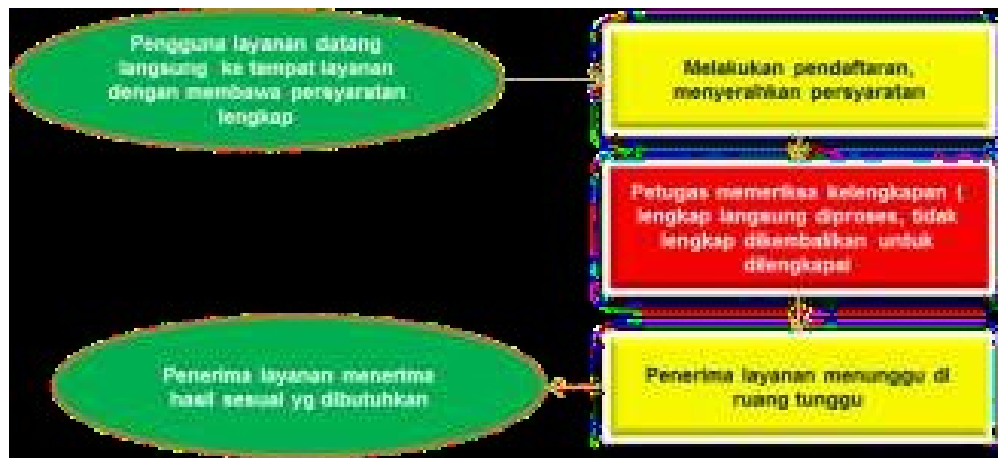 Pengguna layanan datang
langsung ke tempat layanan
dengan membawa persyaratan
lengkap
Melakukan pendaftaran,
menyerahkan persyaratan
Petugas memeriksa kelengkapan (
lengkap langsung diproses, tidak
lengkap dikembalikan untuk
dilengkapai
Penerima layanan menunggu di
ruang tunggu
Penerima layanan menerima
hasil sesuai yg dibutuhkan